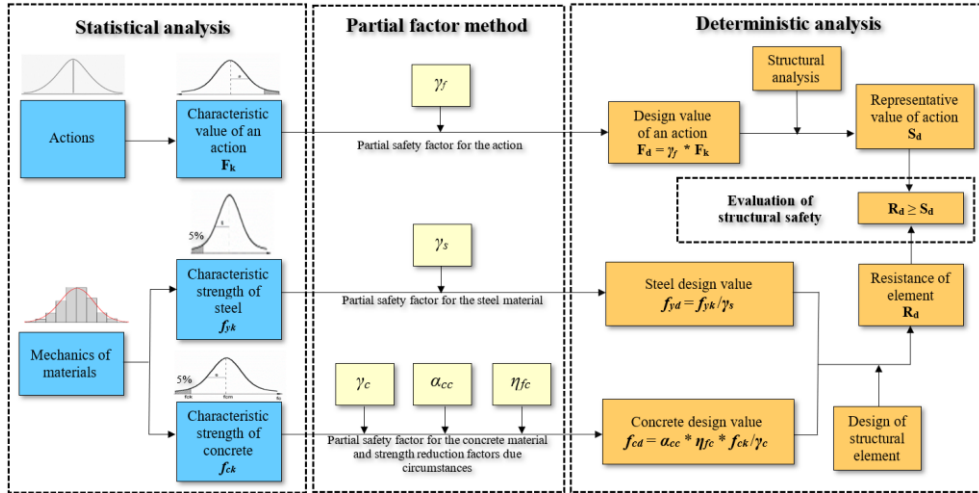 Statistical analysis
Actions
Characteristic
value of an
action
Fk
5%
Characteristic
strength of
steel
fyk
Mechanics of
materials
5%
Characteristic
strength of
concrete
fck
Partial factor method
γf
Partial safety factor for the action
γs
Partial safety factor for the steel material
γc
αcc
ηfc
Partial safety factor for the concrete material
and strength reduction factors due
circumstances
Deterministic analysis
Structural
analysis
Design value
of an action
Fd = γf * Fk
Representative
value of action
Sd
Evaluation of
structural safety
Rd ≥ Sd
Steel design value
fyd = fyk/γs
Resistance of
element
Rd
Concrete design value
fcd = αcc * ηfc * fck/γc
Design of
structural
element